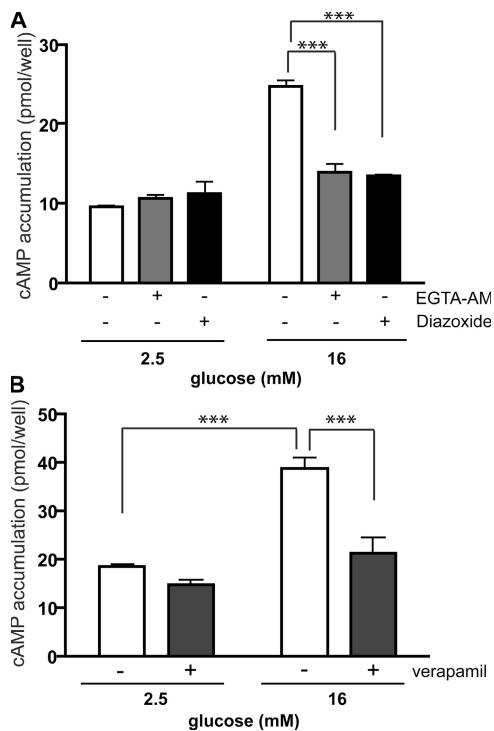 A
cAMP accumulation (pmol/well)
30
20
10
0
***
***
- + - - + - EGTA-AM
- - + - - + Diazoxide
2.5 16
glucose (mM)
B
cAMP accumulation (pmol/well)
50
40
30
20
10
0
*** ***
- + - + verapamil
2.5 16
glucose (mM)